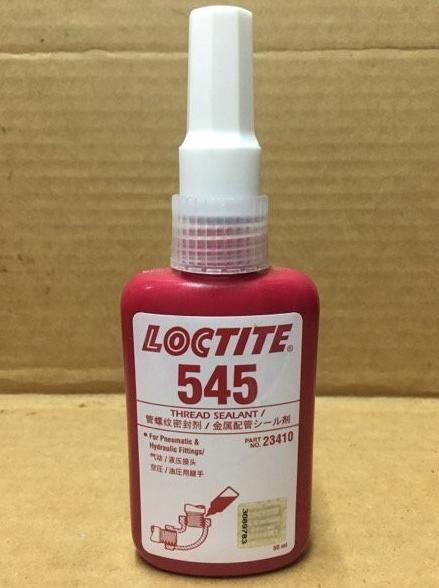 LOCTITE®
545
THREAD SEALANT /
管螺纹密封剂 / 金属配管シール剤
• For Pneumatic &
Hydraulic Fittings/
气动 / 液压接头
空圧 / 油圧用継手
PART
NO. 23410
3089783
50 ml